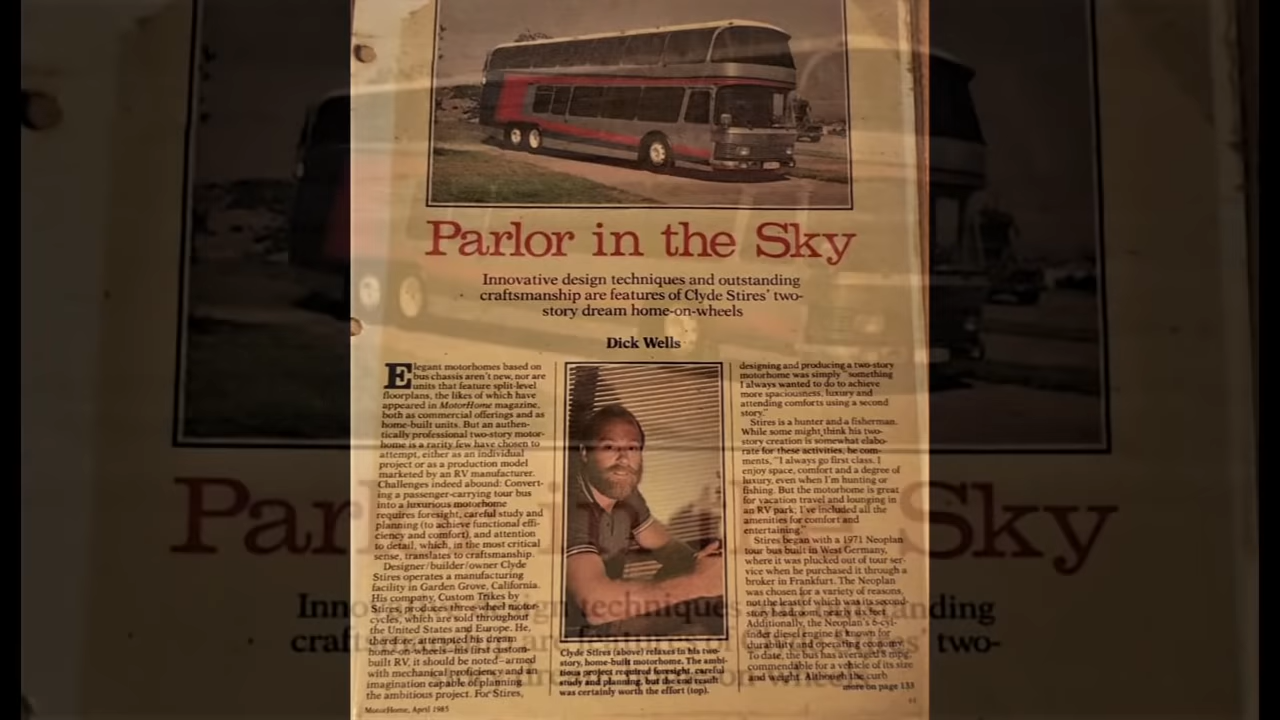 Parlor in the Sky
Innovative design techniques and outstanding
craftsmanship are features of Clyde Stires' two-
story dream home-on-wheels
Dick Wells
Elegant motorhomes based on
bus chassis aren't new, nor are
units that feature split-level
floorplans, the likes of which have
appeared in MotorHome magazine,
both as commercial offerings and as
home-built units. But an authen-
tically professional two-story motor-
home is a rarity few have chosen to
attempt, either as an individual
project or as a production model
marketed by an RV manufacturer.
Challenges indeed abound: Convert-
ing a passenger-carrying tour bus
into a luxurious motorhome
requires foresight, careful study and
planning (to achieve functional effi-
ciency and comfort), and attention
to detail, which, in the most critical
sense, translates to craftsmanship.
Designer/builder/owner Clyde
Stires operates a manufacturing
facility in Garden Grove, California.
His company, Custom Trikes by
Stires, produces three-wheel motor-
cycles, which are sold throughout
the United States and Europe. He,
therefore, attempted his dream
home-on-wheels—his first custom-
built RV, it should be noted—armed
with mechanical proficiency and an
imagination capable of planning
the ambitious project. For Stires,
MotorHome, April 1985
Clyde Stires (above) relaxes in his two-
story, home-built motorhome. The ambi-
tious project required foresight, careful
study and planning, but the end result
was certainly worth the effort (top).
designing and producing a two-story
motorhome was simply "something
I always wanted to do to achieve
more spaciousness, luxury and
attending comforts using a second
story."
Stires is a hunter and a fisherman.
While some might think his two-
story creation is somewhat elabo-
rate for these activities, he com-
ments, "I always go first class. I
enjoy space, comfort and a degree of
luxury, even when I'm hunting or
fishing. But the motorhome is great
for vacation travel and lounging in
an RV park; I've included all the
amenities for comfort and
entertaining."
Stires began with a 1971 Neoplan
tour bus built in West Germany,
where it was plucked out of tour ser-
vice when he purchased it through a
broker in Frankfurt. The Neoplan
was chosen for a variety of reasons,
not the least of which was its second-
story headroom, nearly six feet.
Additionally, the Neoplan's 8-cyl-
inder diesel engine is known for
durability and operating economy.
To date, the bus has averaged 8 mpg,
commendable for a vehicle of its size
and weight. Although the curb
more on page 133